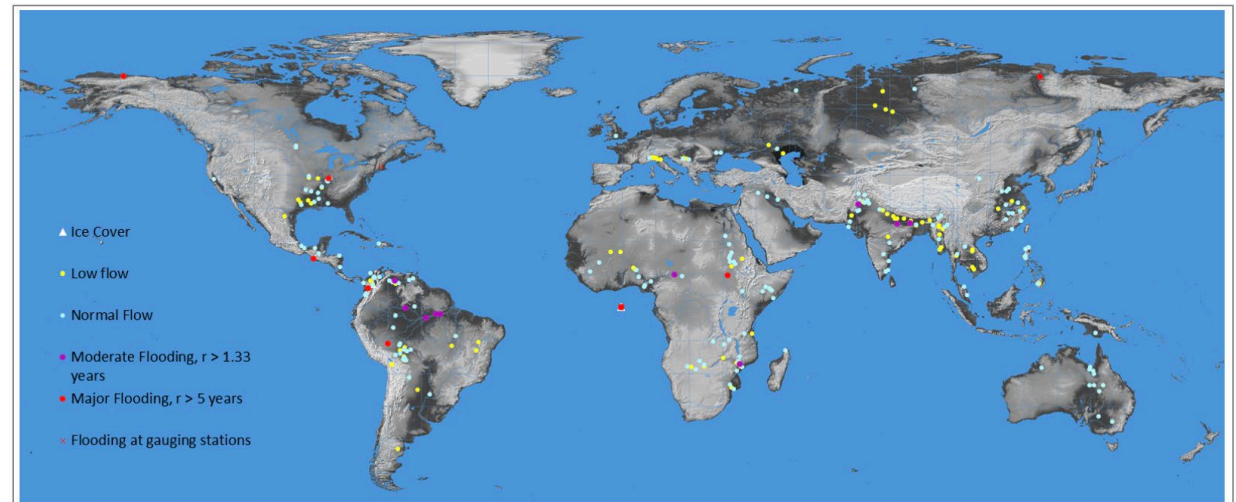 Ice Cover
Low flow
Normal Flow
Moderate Flooding, r > 1.33
years
Major Flooding, r > 5 years
Flooding at gauging stations